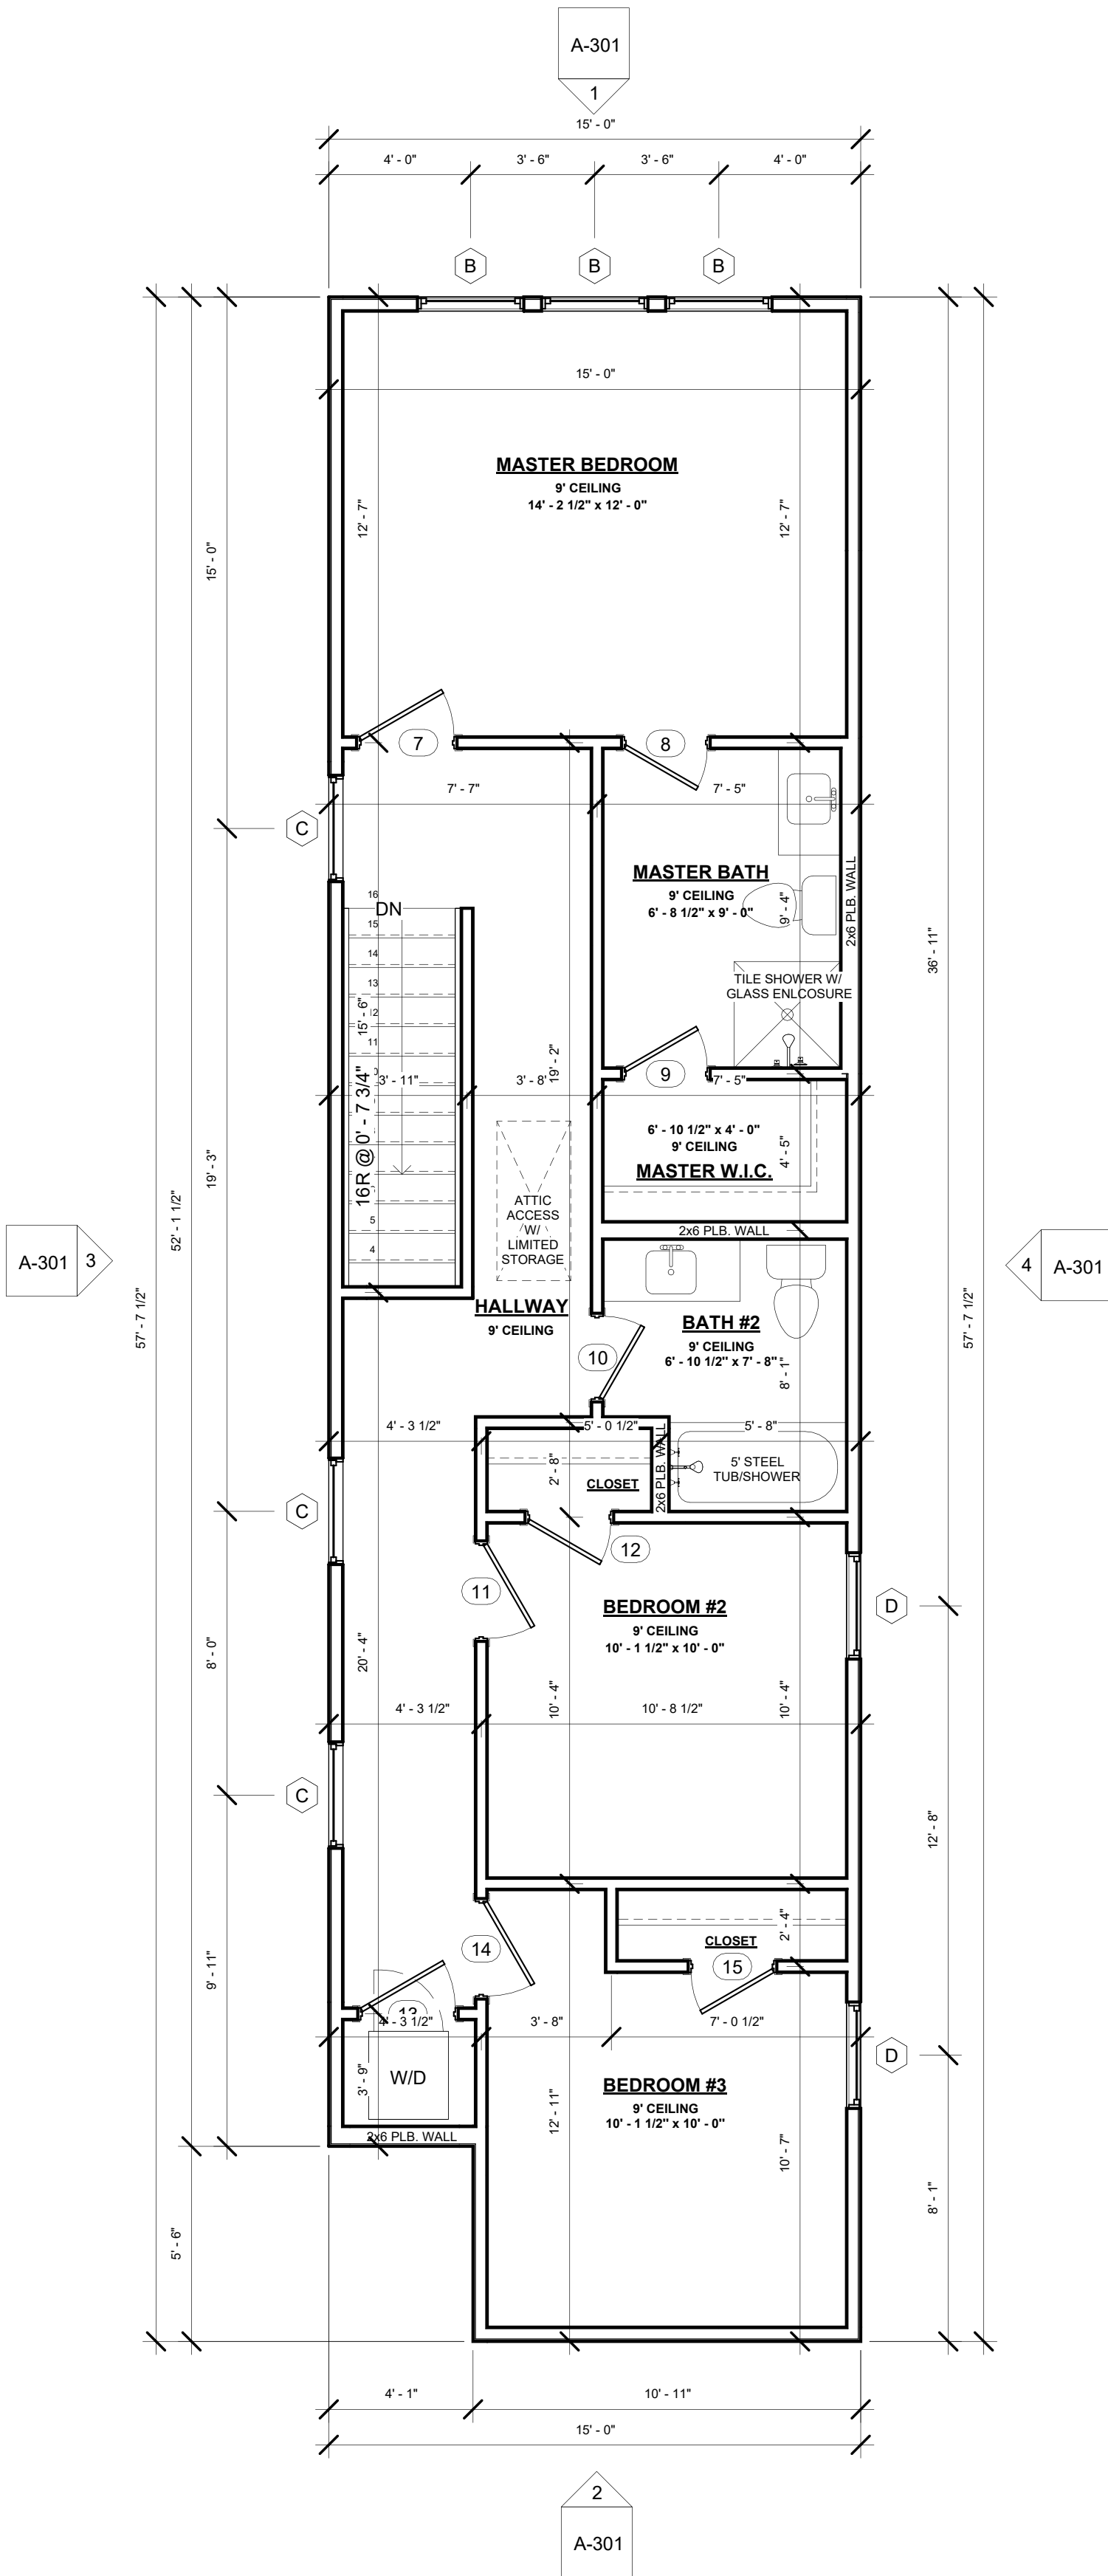 A-301
1
15' - 0"
4' - 0"
3' - 6"
3' - 6"
4' - 0"
B
B
B
15' - 0"
MASTER BEDROOM
9' CEILING
14' - 2 1/2" x 12' - 0"
12' - 7"
12' - 7"
15' - 0"
7
8
7' - 7"
7' - 5"
C
MASTER BATH
9' CEILING
6' - 8 1/2" x 9' - 0"
9' - 4"
2x6 PLB. WALL
36' - 11"
16
DN
15
14
13
15' - 6"
11
TILE SHOWER W/
GLASS ENLCOSURE
19' - 2"
9
3' - 11"
3' - 8"
7' - 5"
16R @ 0' - 7 3/4"
5
4
6' - 10 1/2" x 4' - 0"
9' CEILING
MASTER W.I.C.
4' - 5"
19' - 3"
52' - 1 1/2"
57' - 7 1/2"
57' - 7 1/2"
ATTIC
ACCESS
W/
LIMITED
STORAGE
2x6 PLB. WALL
A-301
3
4
A-301
HALLWAY
9' CEILING
BATH #2
9' CEILING
6' - 10 1/2" x 7' - 8"
8' - 1"
10
4' - 3 1/2"
5' - 0 1/2"
5' - 8"
2' - 8"
CLOSET
2x6 PLB. WALL
5' STEEL
TUB/SHOWER
C
12
11
BEDROOM #2
9' CEILING
10' - 1 1/2" x 10' - 0"
D
8' - 0"
20' - 4"
10' - 4"
10' - 4"
4' - 3 1/2"
10' - 8 1/2"
C
12' - 8"
9' - 11"
14
CLOSET
2' - 4"
15
13
4' - 3 1/2"
3' - 8"
7' - 0 1/2"
D
W/D
3' - 9"
BEDROOM #3
9' CEILING
10' - 1 1/2" x 10' - 0"
12' - 11"
10' - 7"
2x6 PLB. WALL
8' - 1"
5' - 6"
4' - 1"
10' - 11"
15' - 0"
2
A-301